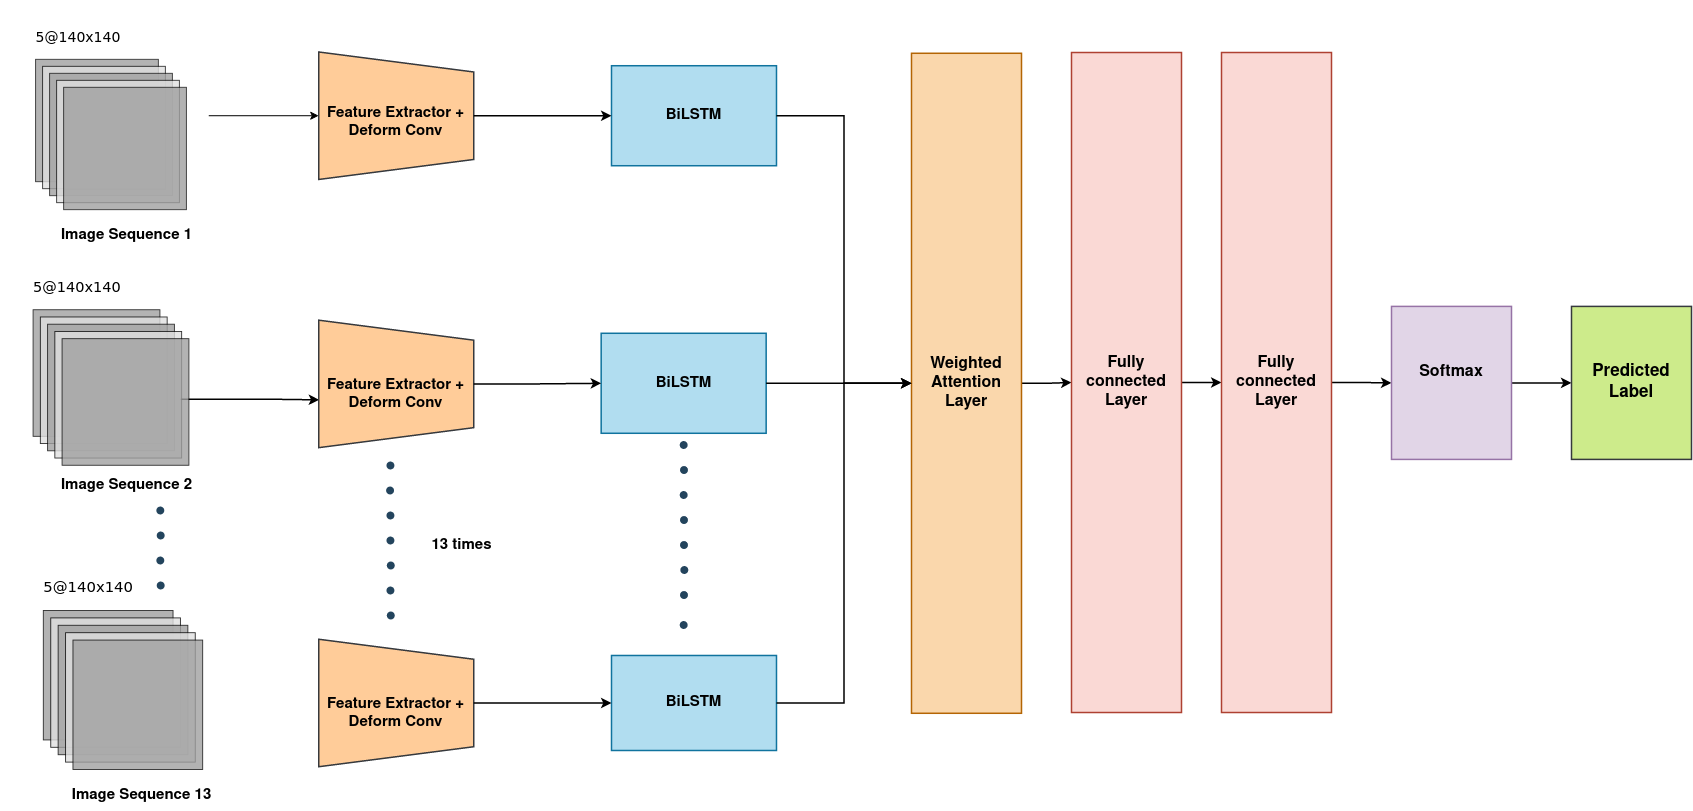 5@140x140
Feature Extractor +
Deform Conv
BiLSTM
Image Sequence 1
5@140x140
Feature Extractor +
Deform Conv
BiLSTM
Image Sequence 2
13 times
5@140x140
Feature Extractor +
Deform Conv
BiLSTM
Image Sequence 13
Weighted
Attention
Layer
Fully
connected
Layer
Fully
connected
Layer
Softmax
Predicted
Label